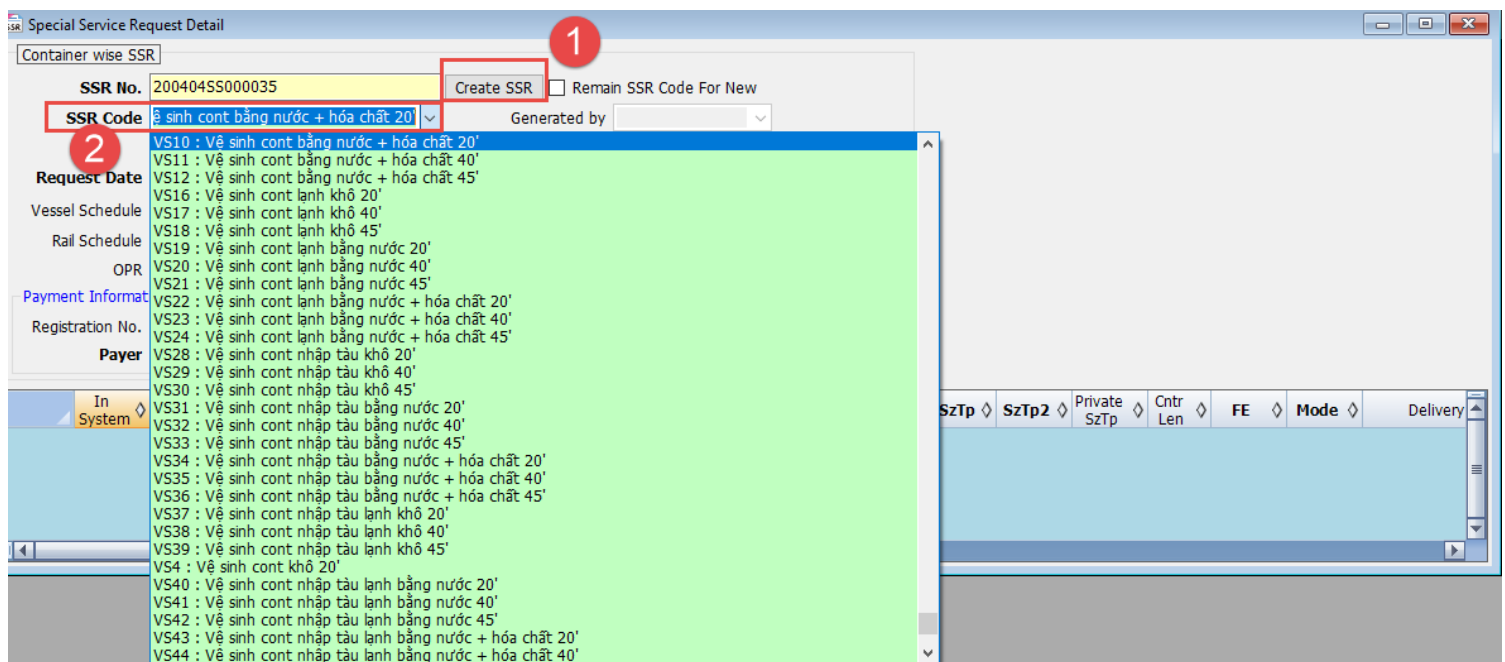 SSR Special Service Request Detail
Container wise SSR
1
SSR No. 200404SS000035 Create SSR Remain SSR Code For New
SSR Code ệ sinh cont bằng nước + hóa chất 20' Generated by
2
Request Date
Vessel Schedule
Rail Schedule
OPR
Payment Informat
Registration No.
Payer
VS10 : Vệ sinh cont bằng nước + hóa chất 20'
VS11 : Vệ sinh cont bằng nước + hóa chất 40'
VS12 : Vệ sinh cont bằng nước + hóa chất 45'
VS16 : Vệ sinh cont lạnh khô 20'
VS17 : Vệ sinh cont lạnh khô 40'
VS18 : Vệ sinh cont lạnh khô 45'
VS19 : Vệ sinh cont lạnh bằng nước 20'
VS20 : Vệ sinh cont lạnh bằng nước 40'
VS21 : Vệ sinh cont lạnh bằng nước 45'
VS22 : Vệ sinh cont lạnh bằng nước + hóa chất 20'
VS23 : Vệ sinh cont lạnh bằng nước + hóa chất 40'
VS24 : Vệ sinh cont lạnh bằng nước + hóa chất 45'
VS28 : Vệ sinh cont nhập tàu khô 20'
VS29 : Vệ sinh cont nhập tàu khô 40'
VS30 : Vệ sinh cont nhập tàu khô 45'
VS31 : Vệ sinh cont nhập tàu bằng nước 20'
VS32 : Vệ sinh cont nhập tàu bằng nước 40'
VS33 : Vệ sinh cont nhập tàu bằng nước 45'
VS34 : Vệ sinh cont nhập tàu bằng nước + hóa chất 20'
VS35 : Vệ sinh cont nhập tàu bằng nước + hóa chất 40'
VS36 : Vệ sinh cont nhập tàu bằng nước + hóa chất 45'
VS37 : Vệ sinh cont nhập tàu lạnh khô 20'
VS38 : Vệ sinh cont nhập tàu lạnh khô 40'
VS39 : Vệ sinh cont nhập tàu lạnh khô 45'
VS4 : Vệ sinh cont khô 20'
VS40 : Vệ sinh cont nhập tàu lạnh bằng nước 20'
VS41 : Vệ sinh cont nhập tàu lạnh bằng nước 40'
VS42 : Vệ sinh cont nhập tàu lạnh bằng nước 45'
VS43 : Vệ sinh cont nhập tàu lạnh bằng nước + hóa chất 20'
VS44 : Vệ sinh cont nhập tàu lạnh bằng nước + hóa chất 40'
In System SzTp SzTp2 Private SzTp Cntr Len FE Mode Delivery